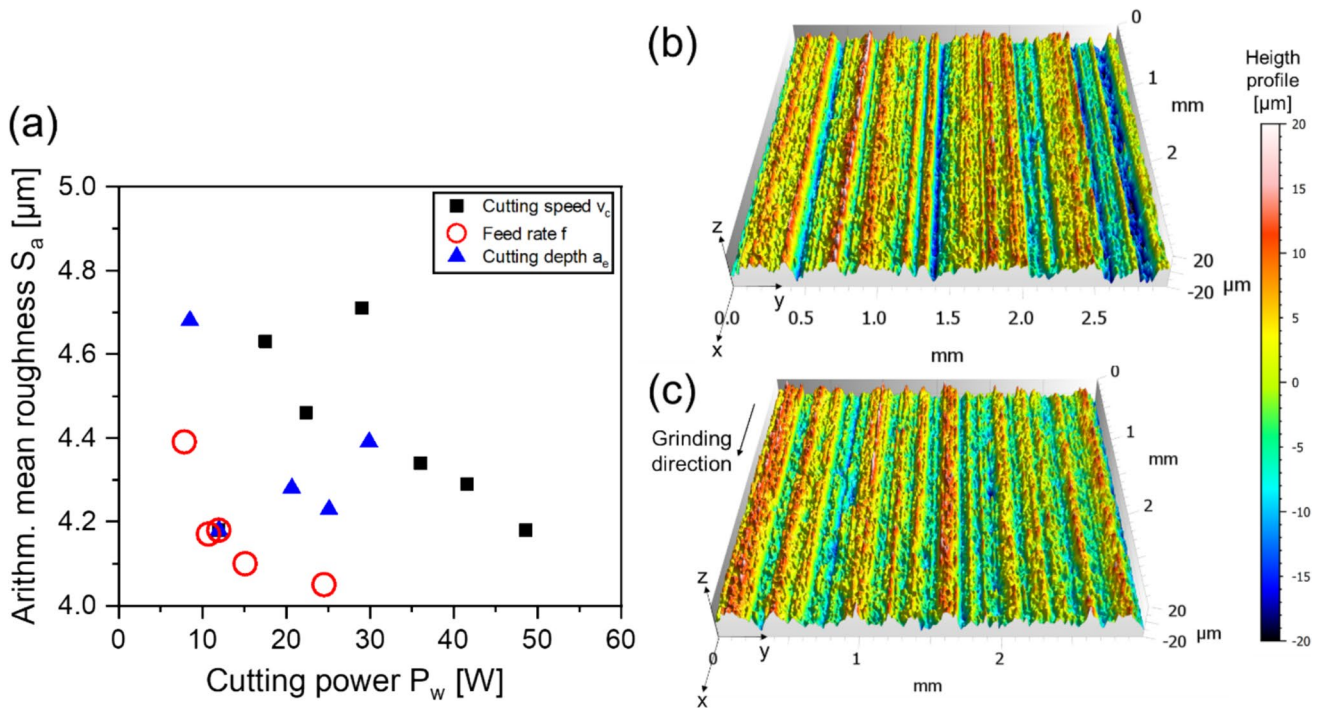 (a)
Arithm. mean roughness Sₐ [µm]
5.0
4.8
4.6
4.4
4.2
4.0
0 10 20 30 40 50 60
Cutting power P_w [W]
Cutting speed v_c
Feed rate f
Cutting depth a_e
(b)
0
1
mm
2
20
-20 µm
z
y
x
0.0 0.5 1.0 1.5 2.0 2.5
mm
(c)
Grinding
direction
0
1
mm
2
20
-20 µm
z
y
x
0 1 2
mm
Heigth
profile
[µm]
20
15
10
5
0
-5
-10
-15
-20